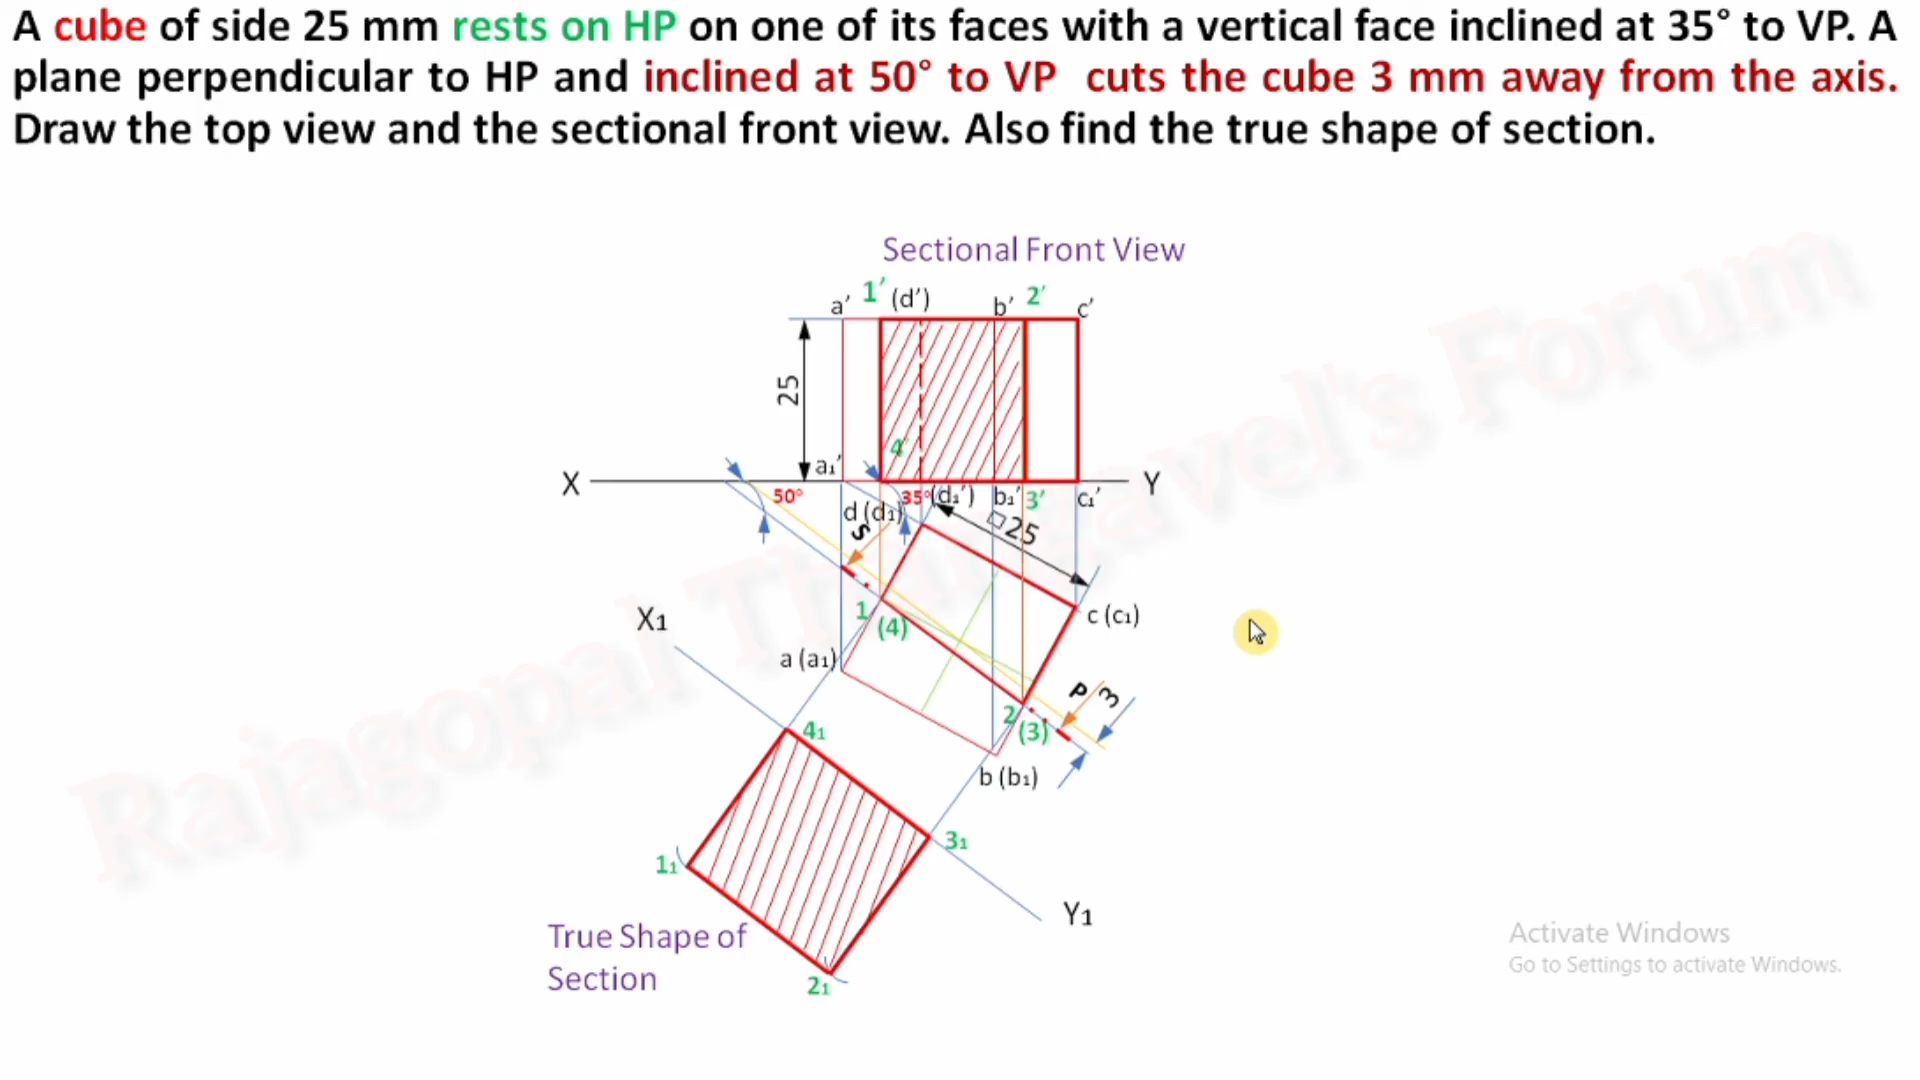 A cube of side 25 mm rests on HP on one of its faces with a vertical face inclined at 35° to VP. A
plane perpendicular to HP and inclined at 50° to VP cuts the cube 3 mm away from the axis.
Draw the top view and the sectional front view. Also find the true shape of section.
Sectional Front View
a' 1' (d') b' 2' c'
25
4'
a₁'
X Y
50° 35° (d₁') b₁' 3' c₁'
d (d₁) □25
S
1 (4) c (c₁)
X₁
a (a₁)
P 3
2 (3)
4₁
b (b₁)
3₁
1₁
Y₁
True Shape of
Section
2₁
Activate Windows
Go to Settings to activate Windows.
Rajagopal Thangavel's Forum